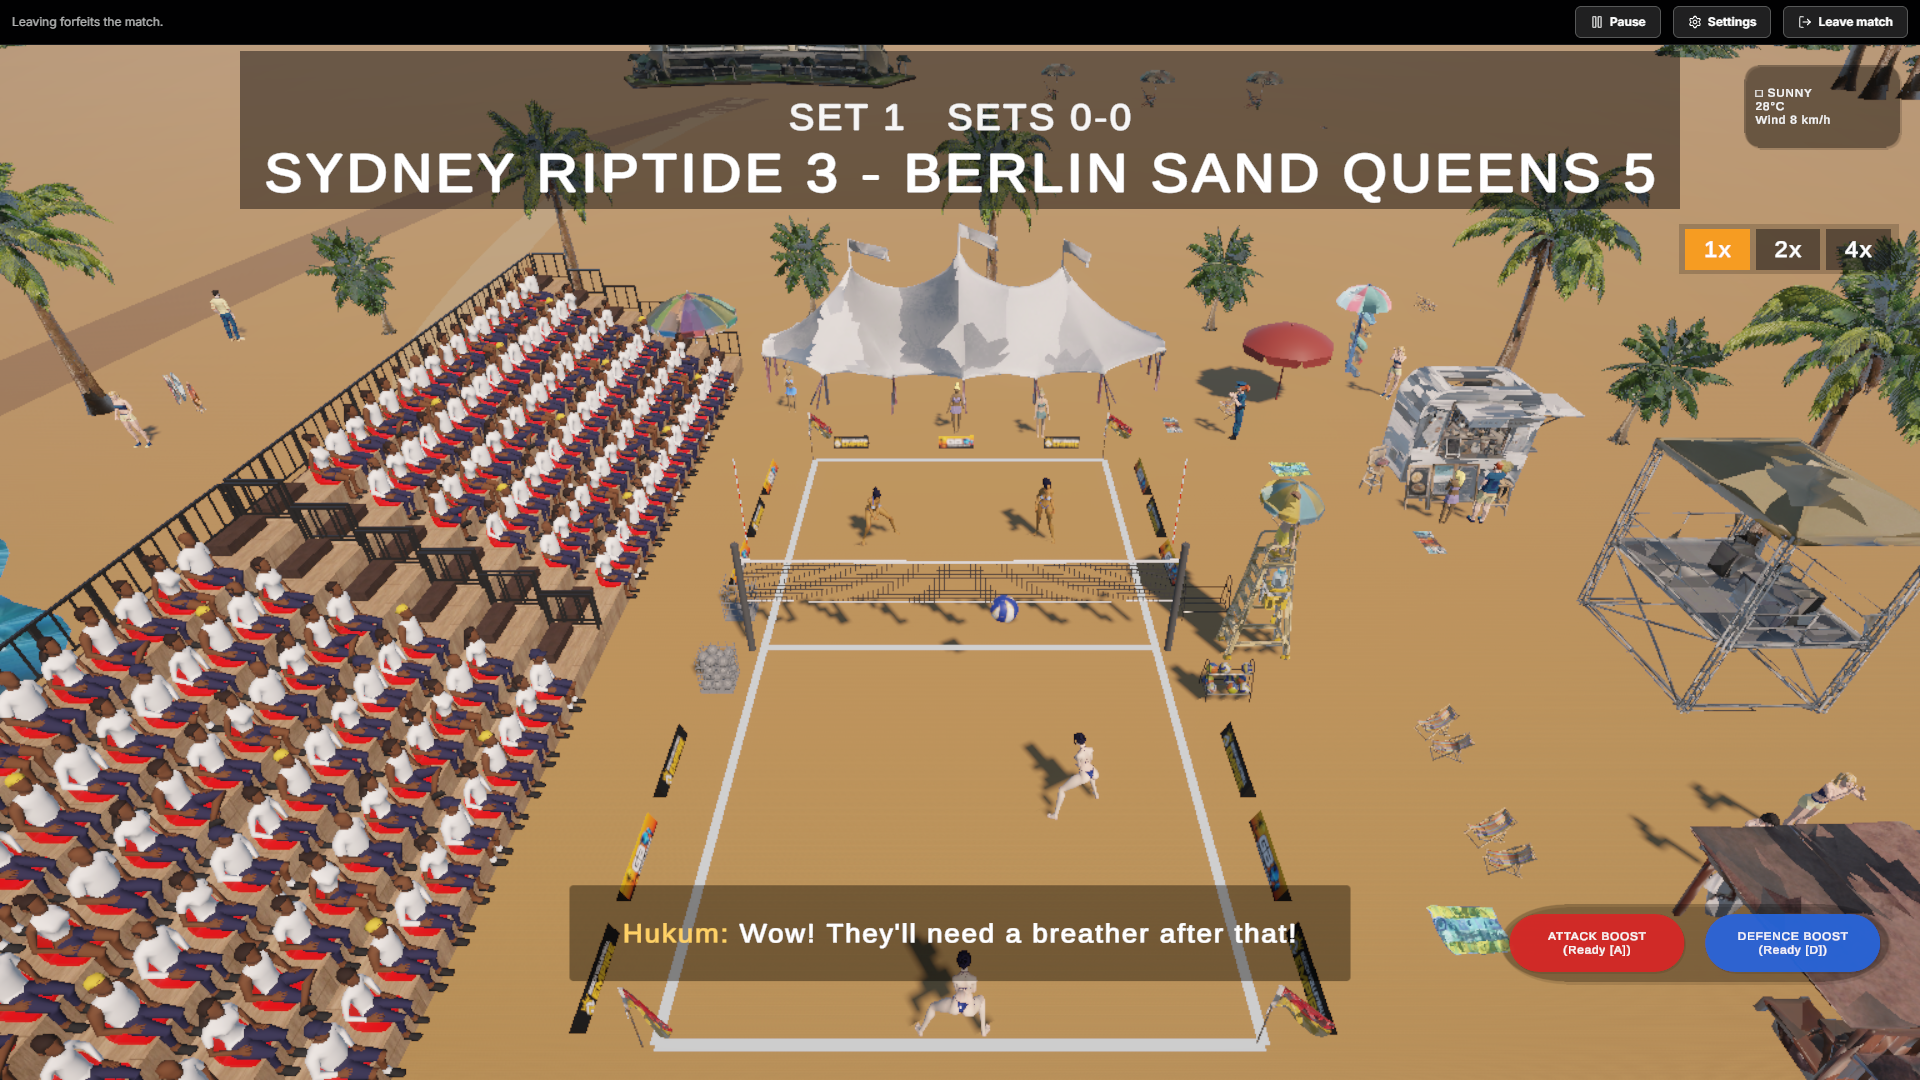 Leaving forfeits the match.
Pause
Settings
Leave match
SET 1 SETS 0-0
SYDNEY RIPTIDE 3 - BERLIN SAND QUEENS 5
SUNNY
28°C
Wind 8 km/h
1x
2x
4x
Hukum: Wow! They'll need a breather after that!
ATTACK BOOST
(Ready [A])
DEFENCE BOOST
(Ready [D])